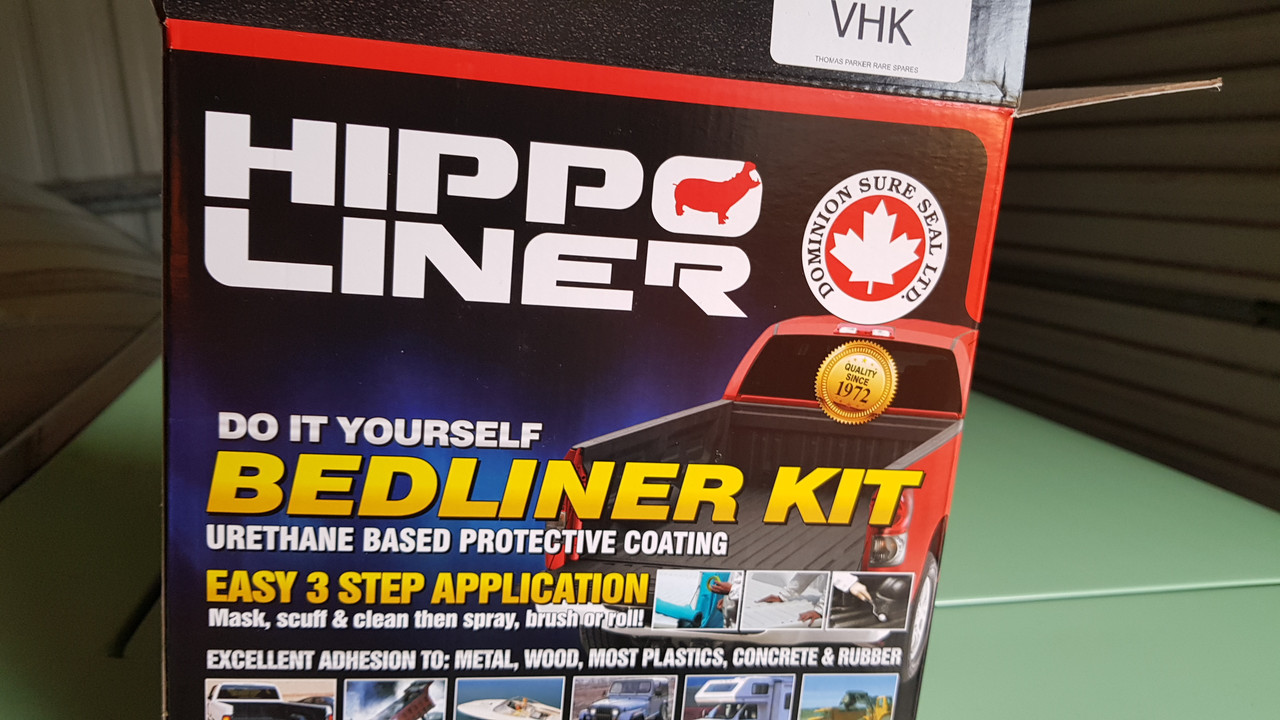 VHK
THOMAS PARKER RARE SPARES
HIPPO
LINER
DOMINION SURE SEAL LTD.
QUALITY
SINCE
1972
DO IT YOURSELF
BEDLINER KIT
URETHANE BASED PROTECTIVE COATING
EASY 3 STEP APPLICATION
Mask, scuff & clean then spray, brush or roll!
EXCELLENT ADHESION TO: METAL, WOOD, MOST PLASTICS, CONCRETE & RUBBER